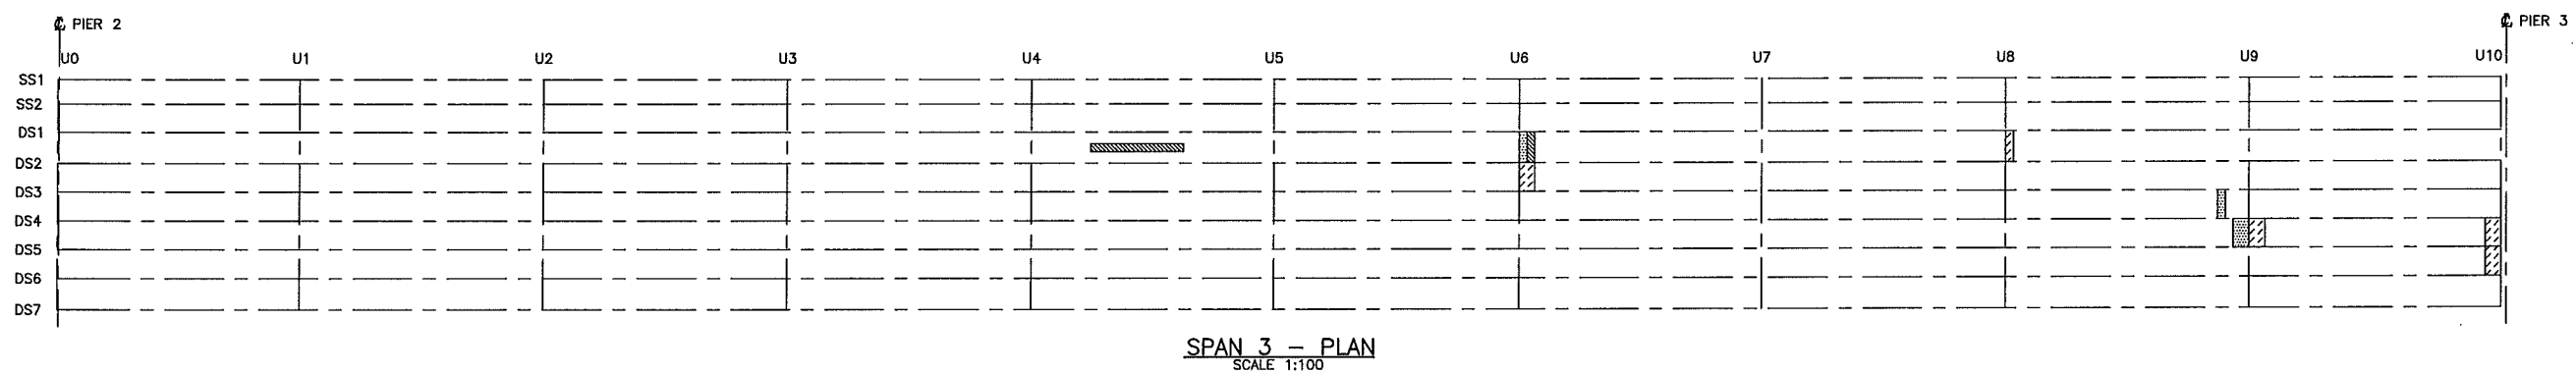 ℄ PIER 2
℄ PIER 3
U0 U1 U2 U3 U4 U5 U6 U7 U8 U9 U10
SS1
SS2
DS1
DS2
DS3
DS4
DS5
DS6
DS7
SPAN 3 – PLAN
SCALE 1:100